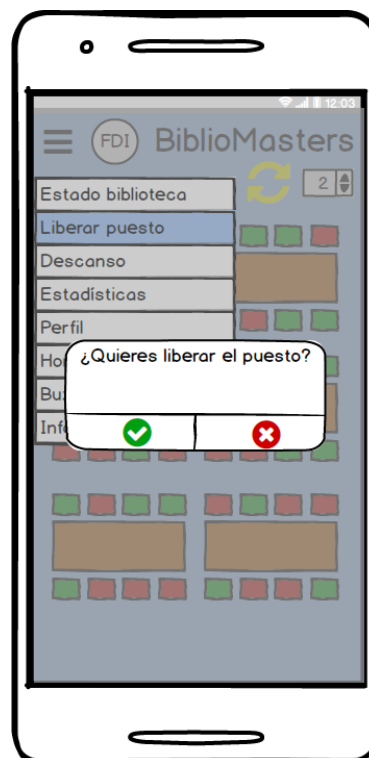 12:03
FDI BiblioMasters
2
Estado biblioteca
Liberar puesto
Descanso
Estadísticas
Perfil
¿Quieres liberar el puesto?